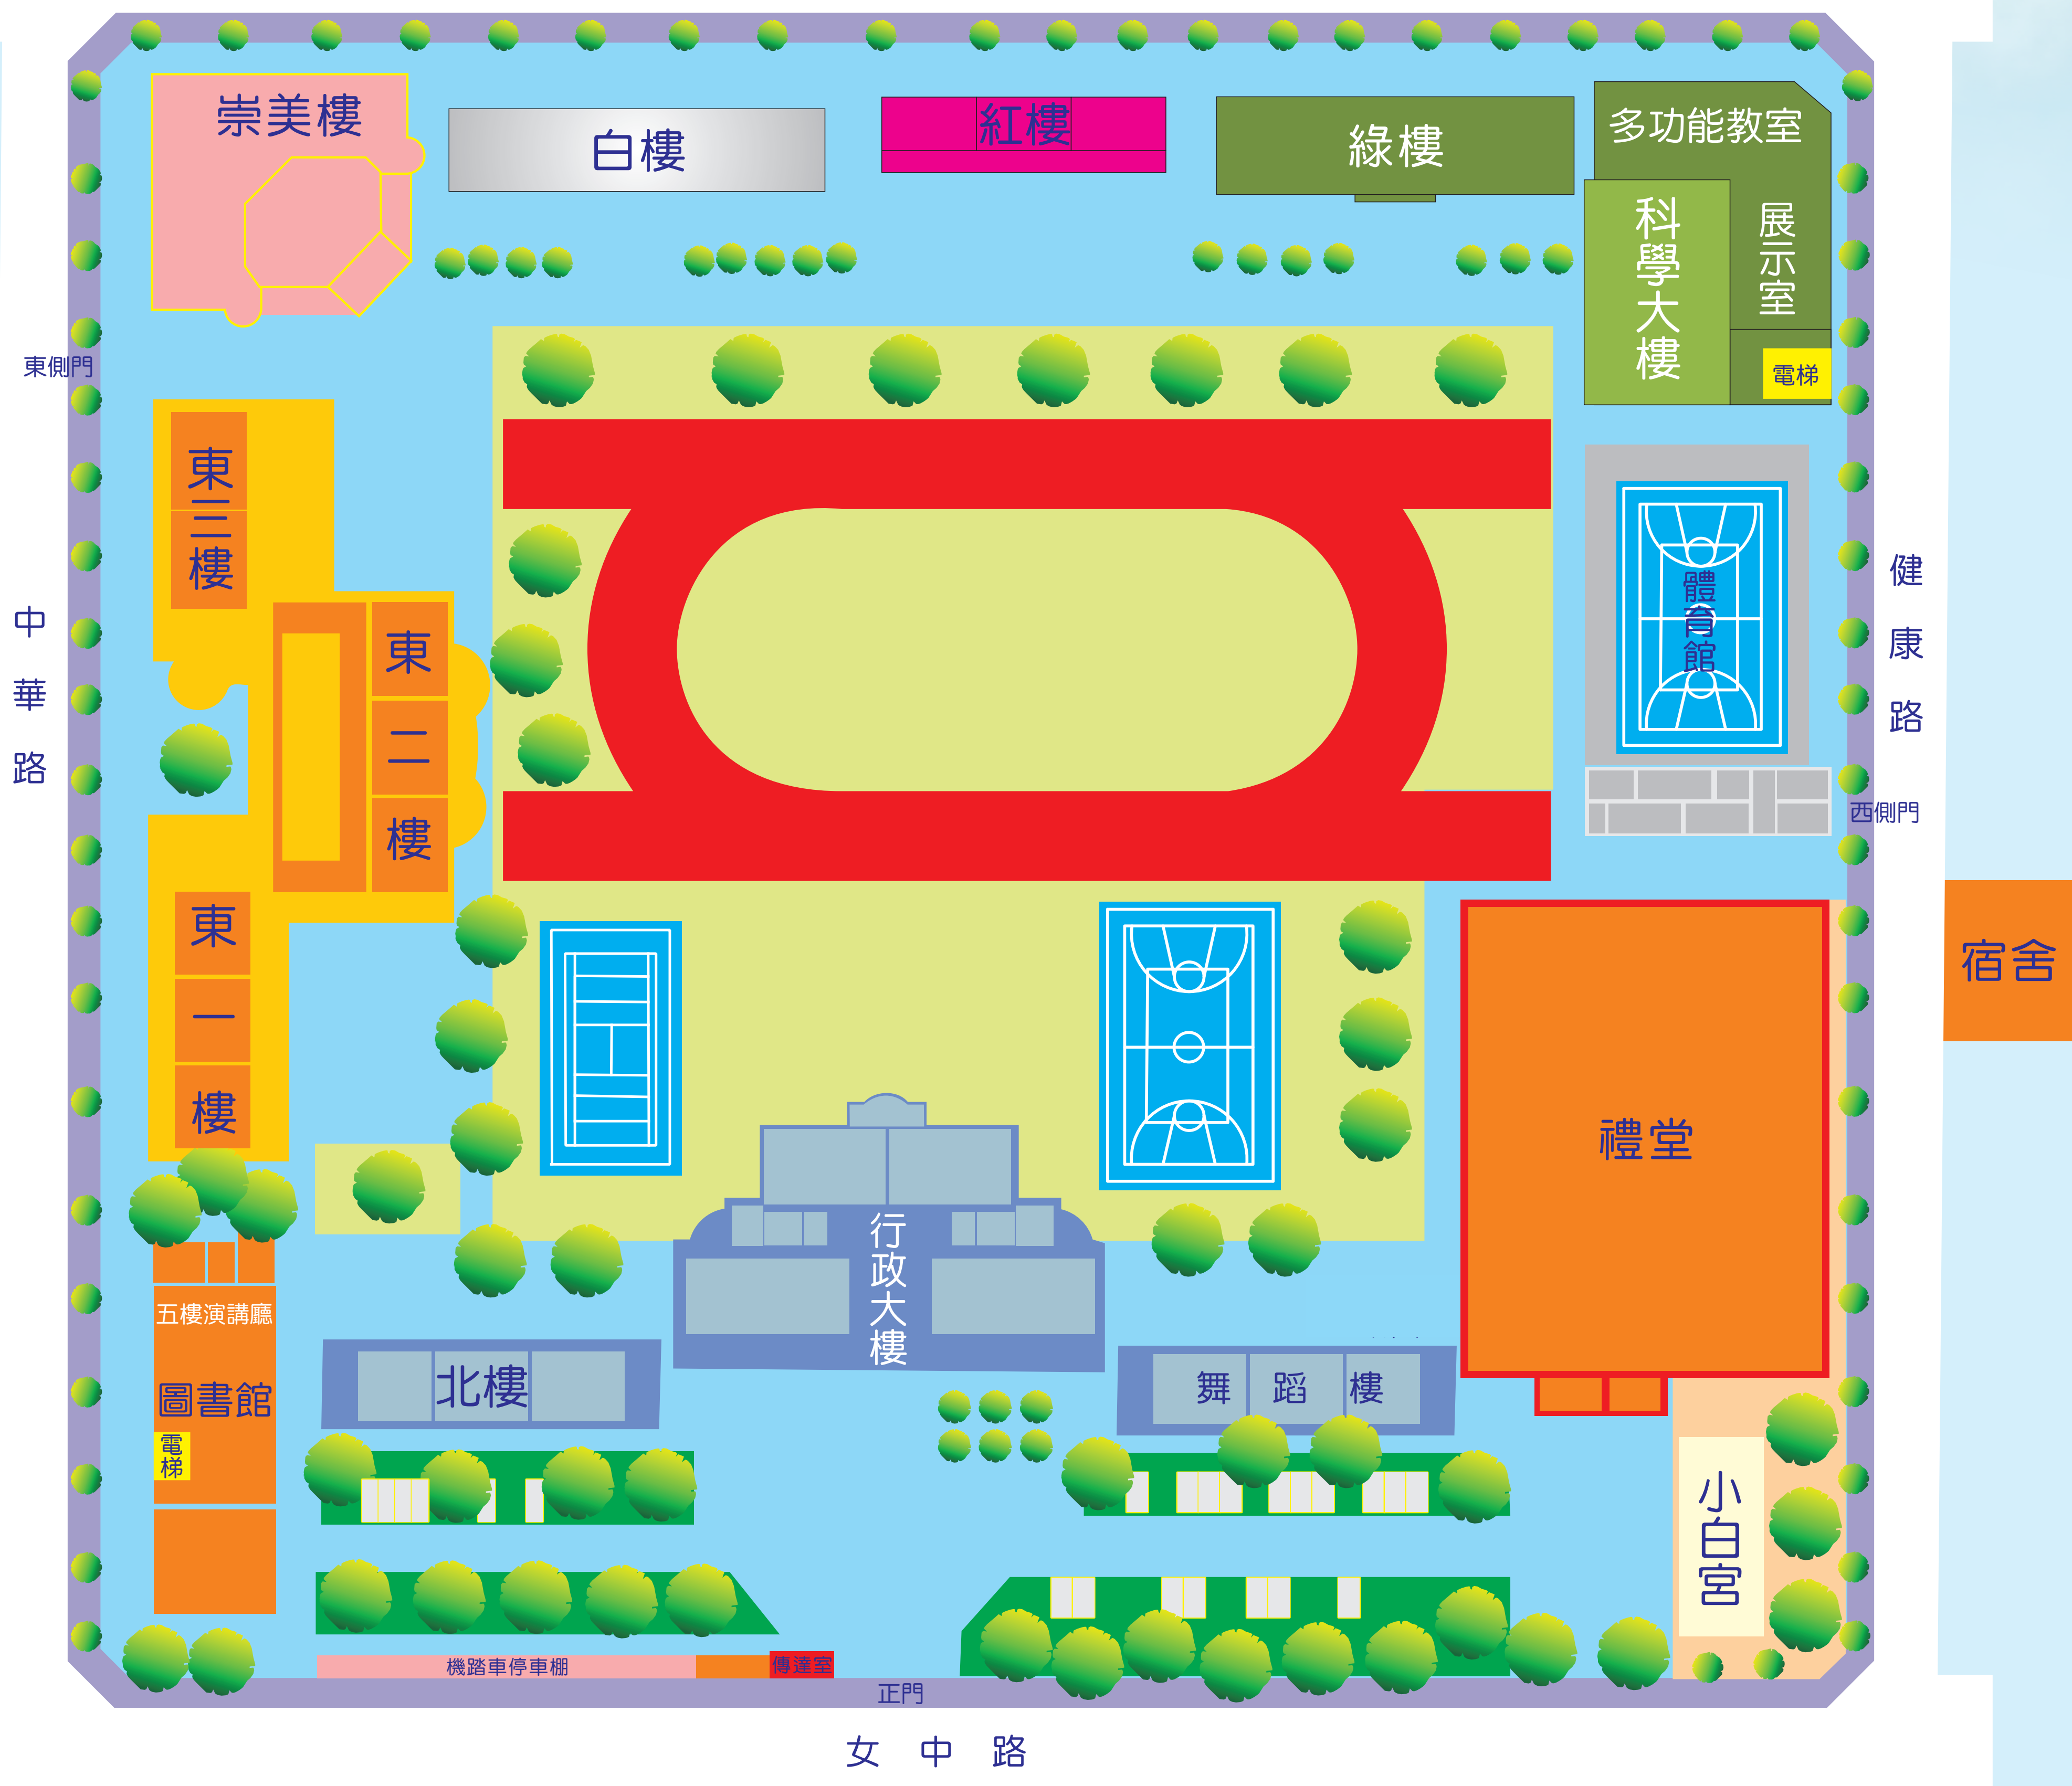 崇美樓
白樓
紅樓
綠樓
多功能教室
科學大樓
展示室
電梯
東側門
東三樓
東二樓
東一樓
中華路
體育館
健康路
西側門
宿舍
禮堂
行政大樓
五樓演講廳
圖書館
電梯
北樓
舞蹈樓
小白宮
機踏車停車棚
傳達室
正門
女中路